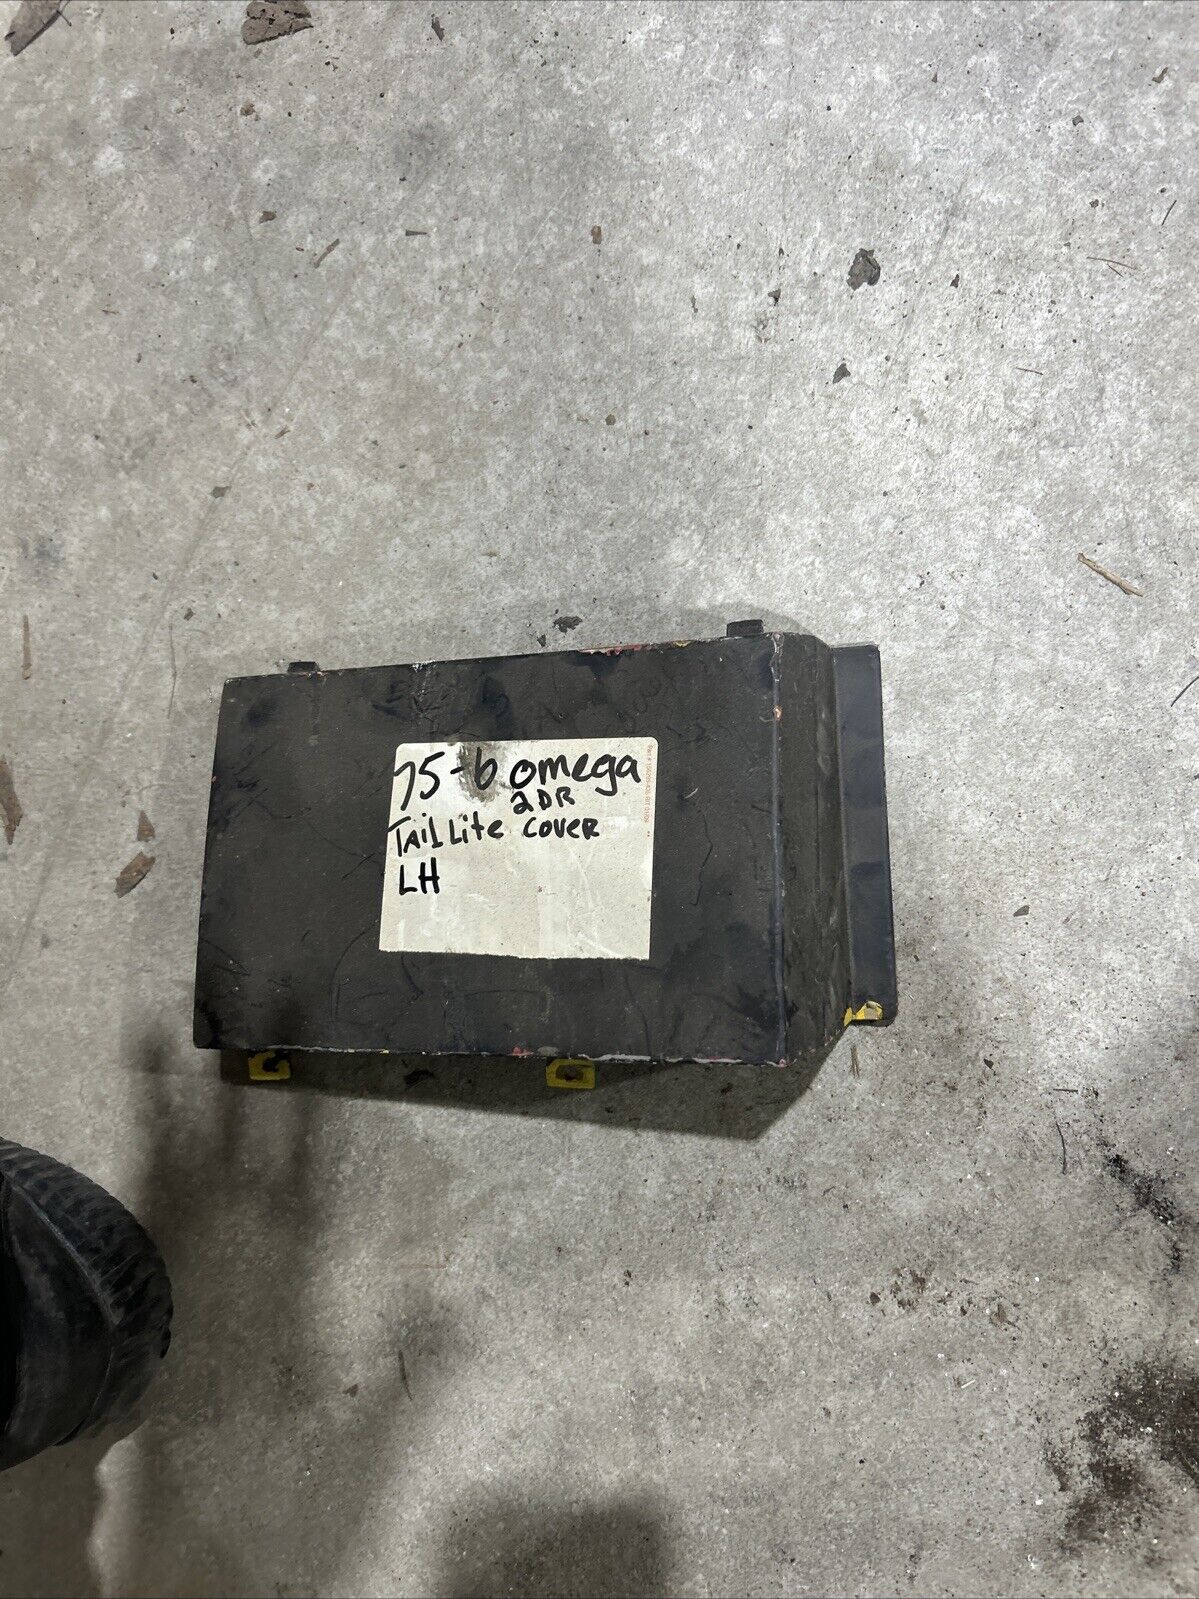 75-6 omega
2DR
Tail Lite cover
LH